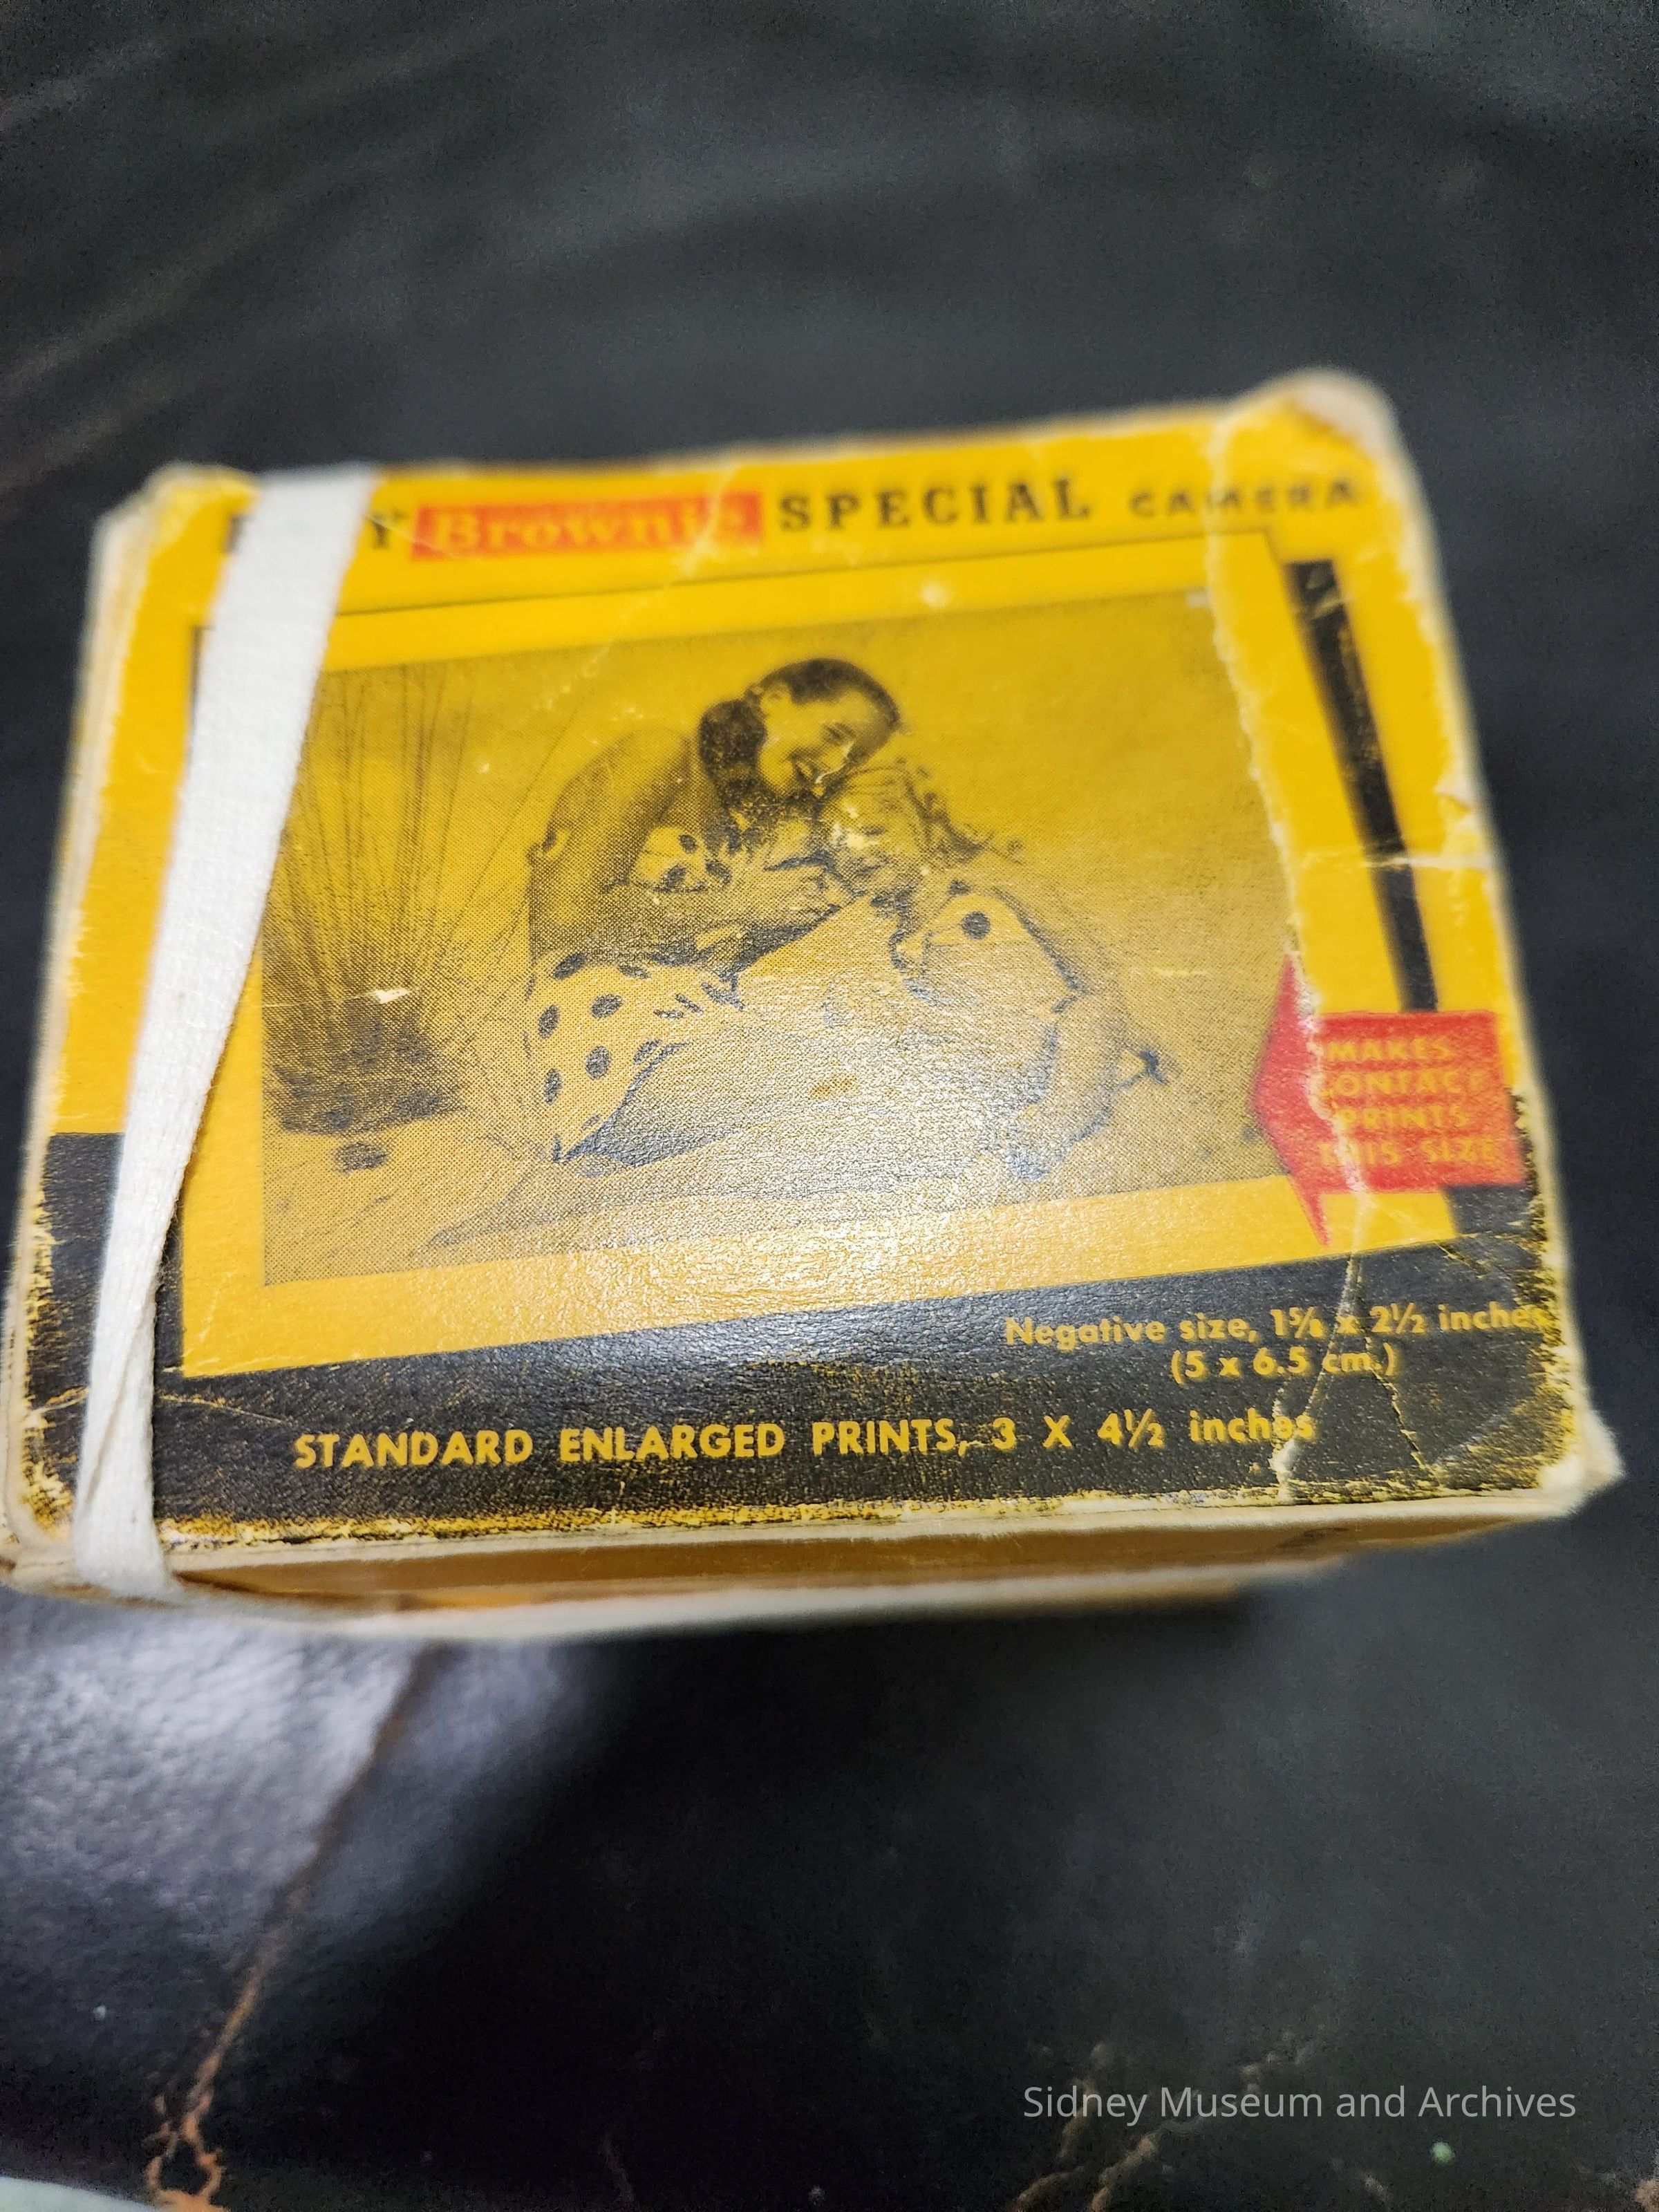 Brownie SPECIAL CAMERA
MAKES
CONTACT
PRINTS
THIS SIZE
Negative size, 1⅝ x 2½ inches
(5 x 6.5 cm.)
STANDARD ENLARGED PRINTS, 3 X 4½ inches
Sidney Museum and Archives